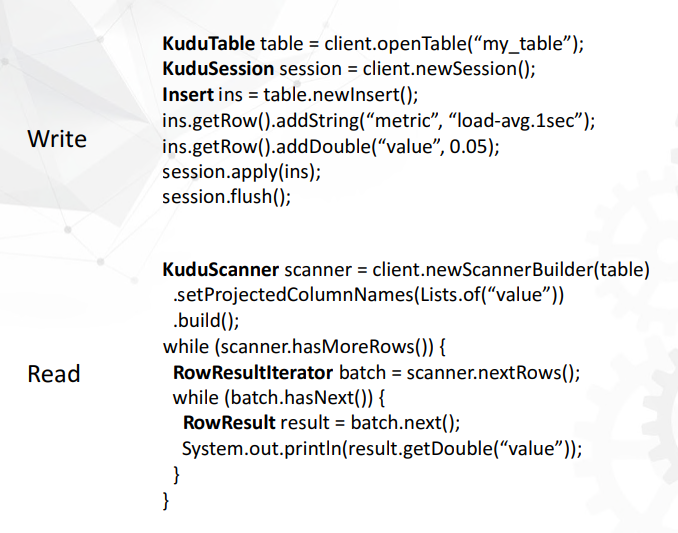 Write
KuduTable table = client.openTable(“my_table”);
KuduSession session = client.newSession();
Insert ins = table.newInsert();
ins.getRow().addString(“metric”, “load-avg.1sec”);
ins.getRow().addDouble(“value”, 0.05);
session.apply(ins);
session.flush();
Read
KuduScanner scanner = client.newScannerBuilder(table)
.setProjectedColumnNames(Lists.of(“value”))
.build();
while (scanner.hasMoreRows()) {
RowResultIterator batch = scanner.nextRows();
while (batch.hasNext()) {
RowResult result = batch.next();
System.out.println(result.getDouble(“value”));
}
}